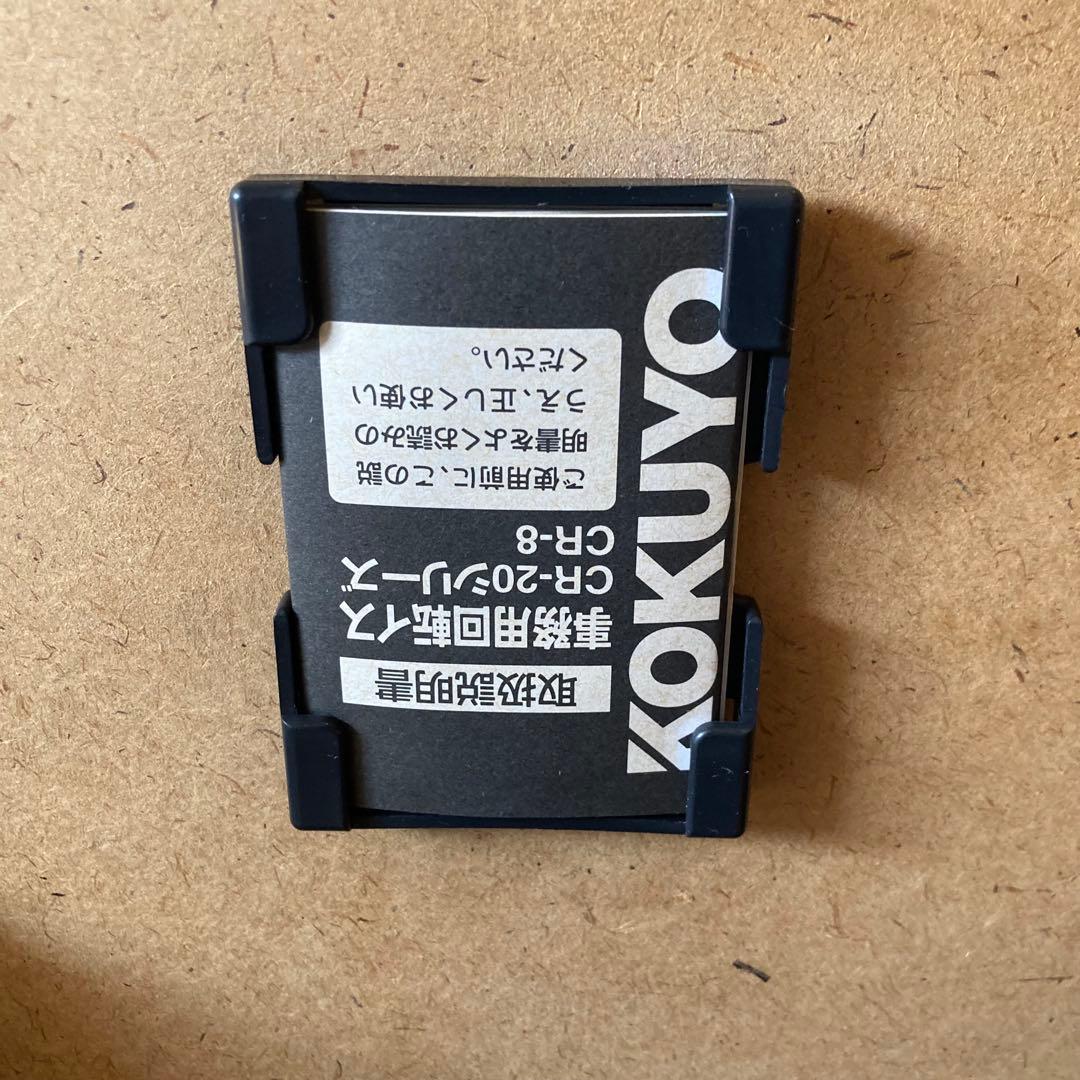 取扱説明書
事務用回転イス
CR-20シリーズ
CR-8
ご使用前に、この説
明書をよくお読みの
うえ、正しくお使い
ください。
KOKUYO